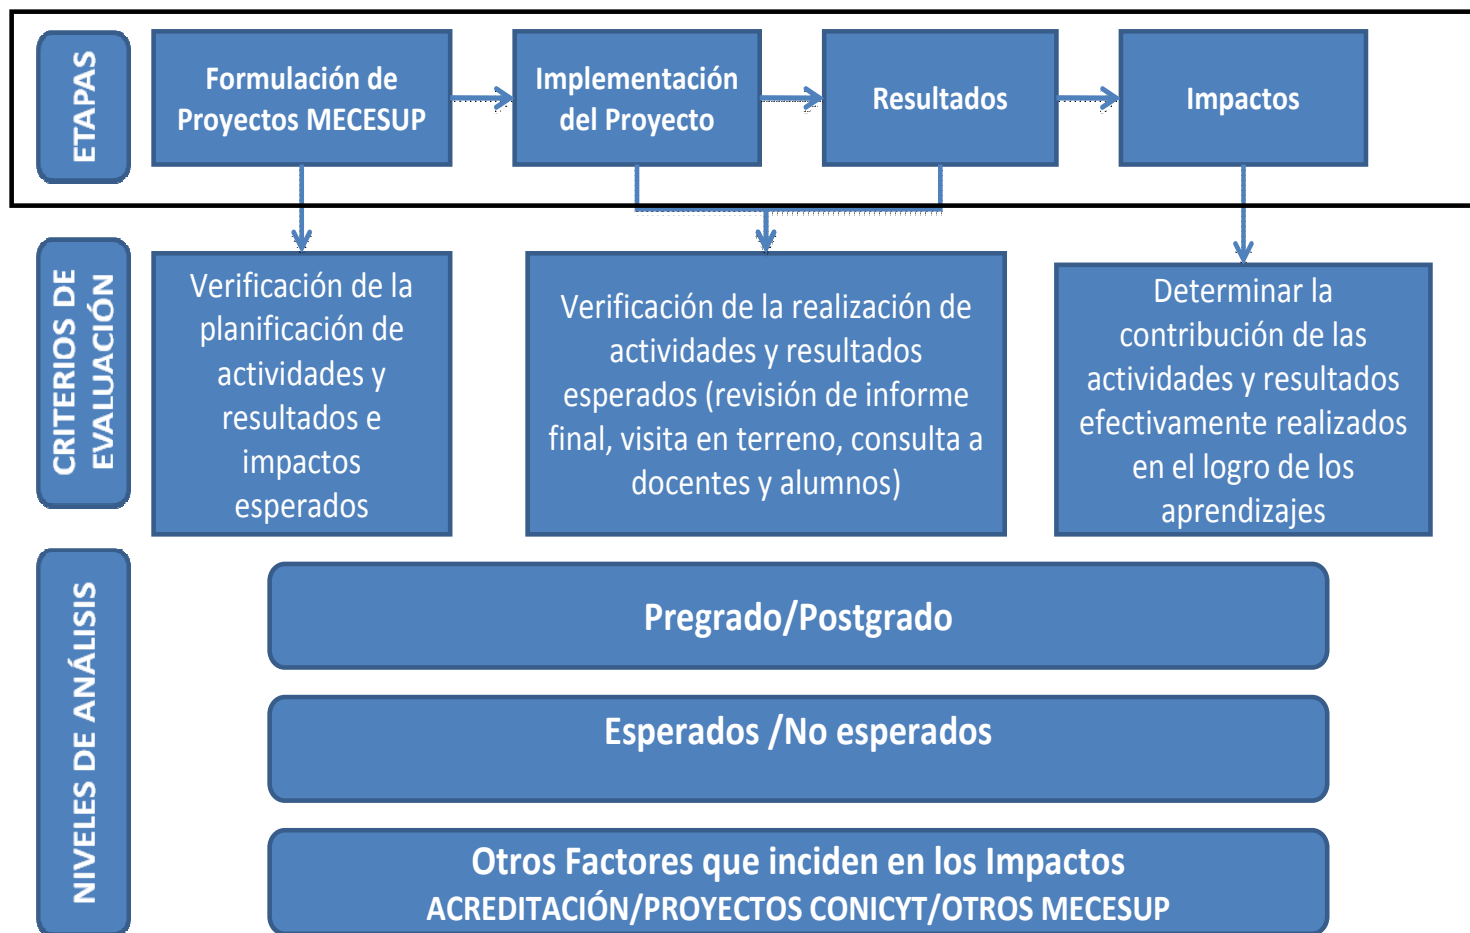 ETAPAS
Formulación de
Proyectos MECESUP
Implementación
del Proyecto
Resultados
Impactos
CRITERIOS DE
EVALUACIÓN
Verificación de la
planificación de
actividades y
resultados e
impactos
esperados
Verificación de la realización de
actividades y resultados
esperados (revisión de informe
final, visita en terreno, consulta a
docentes y alumnos)
Determinar la
contribución de las
actividades y resultados
efectivamente realizados
en el logro de los
aprendizajes
NIVELES DE ANÁLISIS
Pregrado/Postgrado
Esperados /No esperados
Otros Factores que inciden en los Impactos
ACREDITACIÓN/PROYECTOS CONICYT/OTROS MECESUP